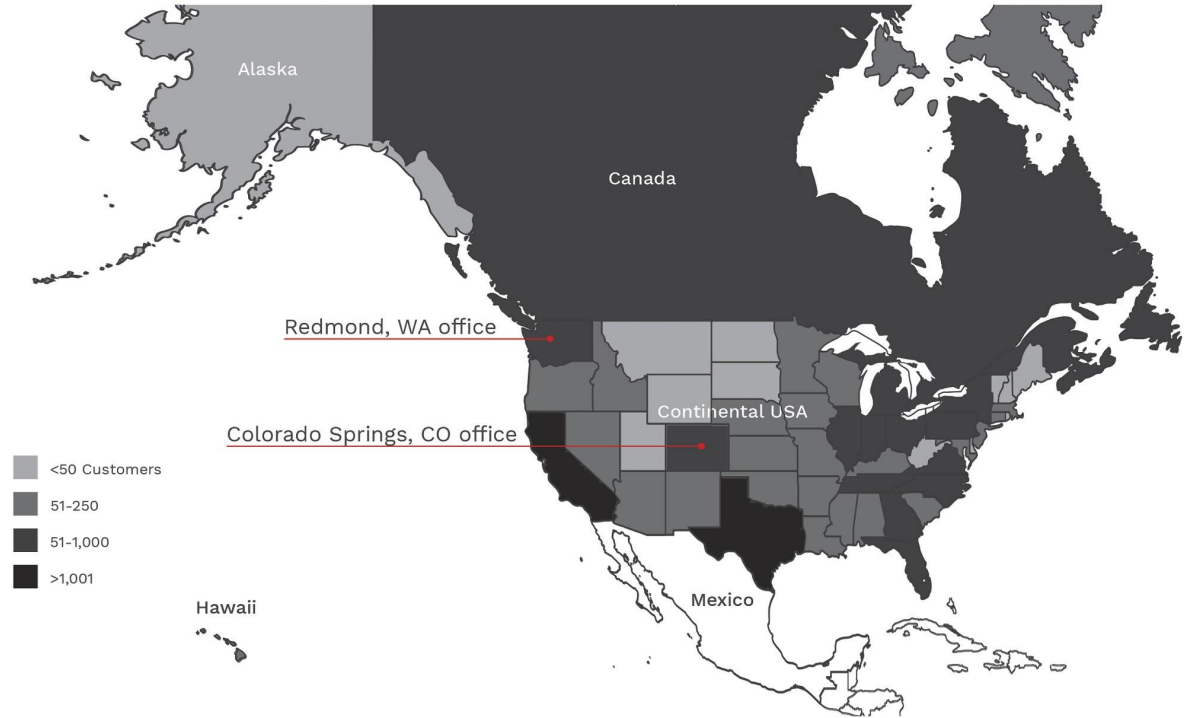 Alaska
Canada
Redmond, WA office
Continental USA
Colorado Springs, CO office
<50 Customers
51-250
51-1,000
>1,001
Hawaii
Mexico